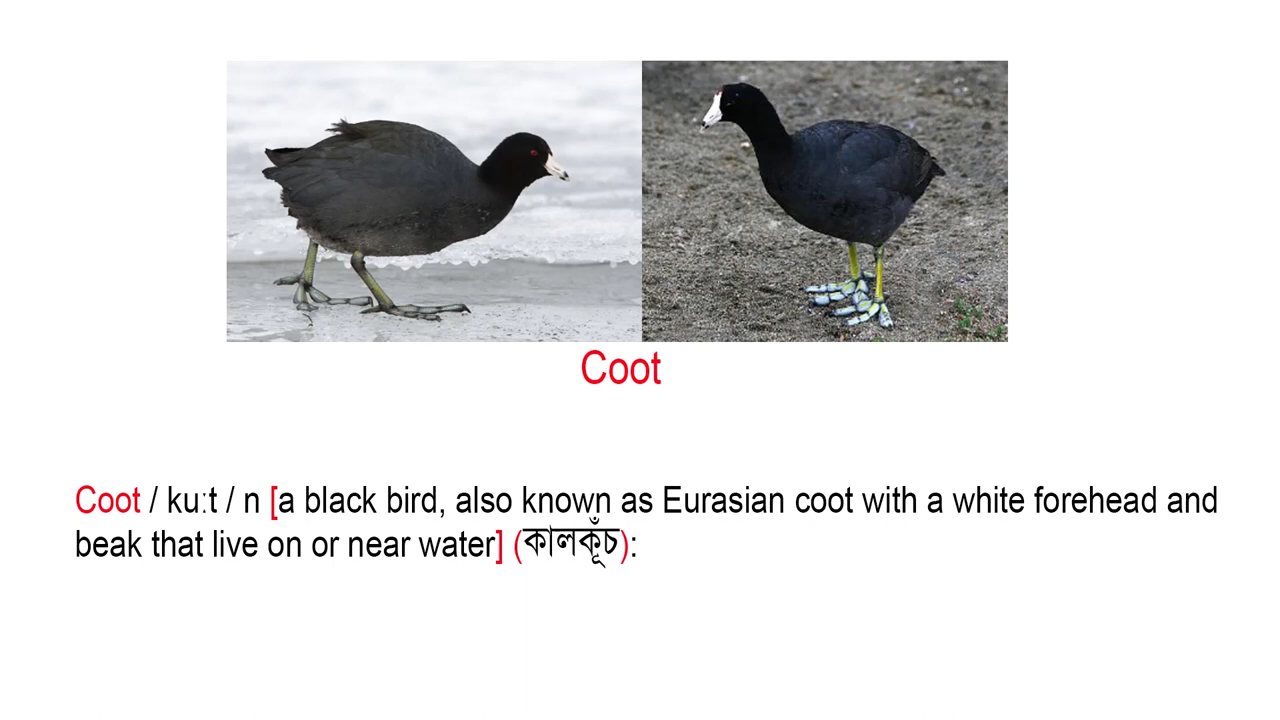 Coot
Coot / kuːt / n [a black bird, also known as Eurasian coot with a white forehead and
beak that live on or near water] (কালকূঁচ):